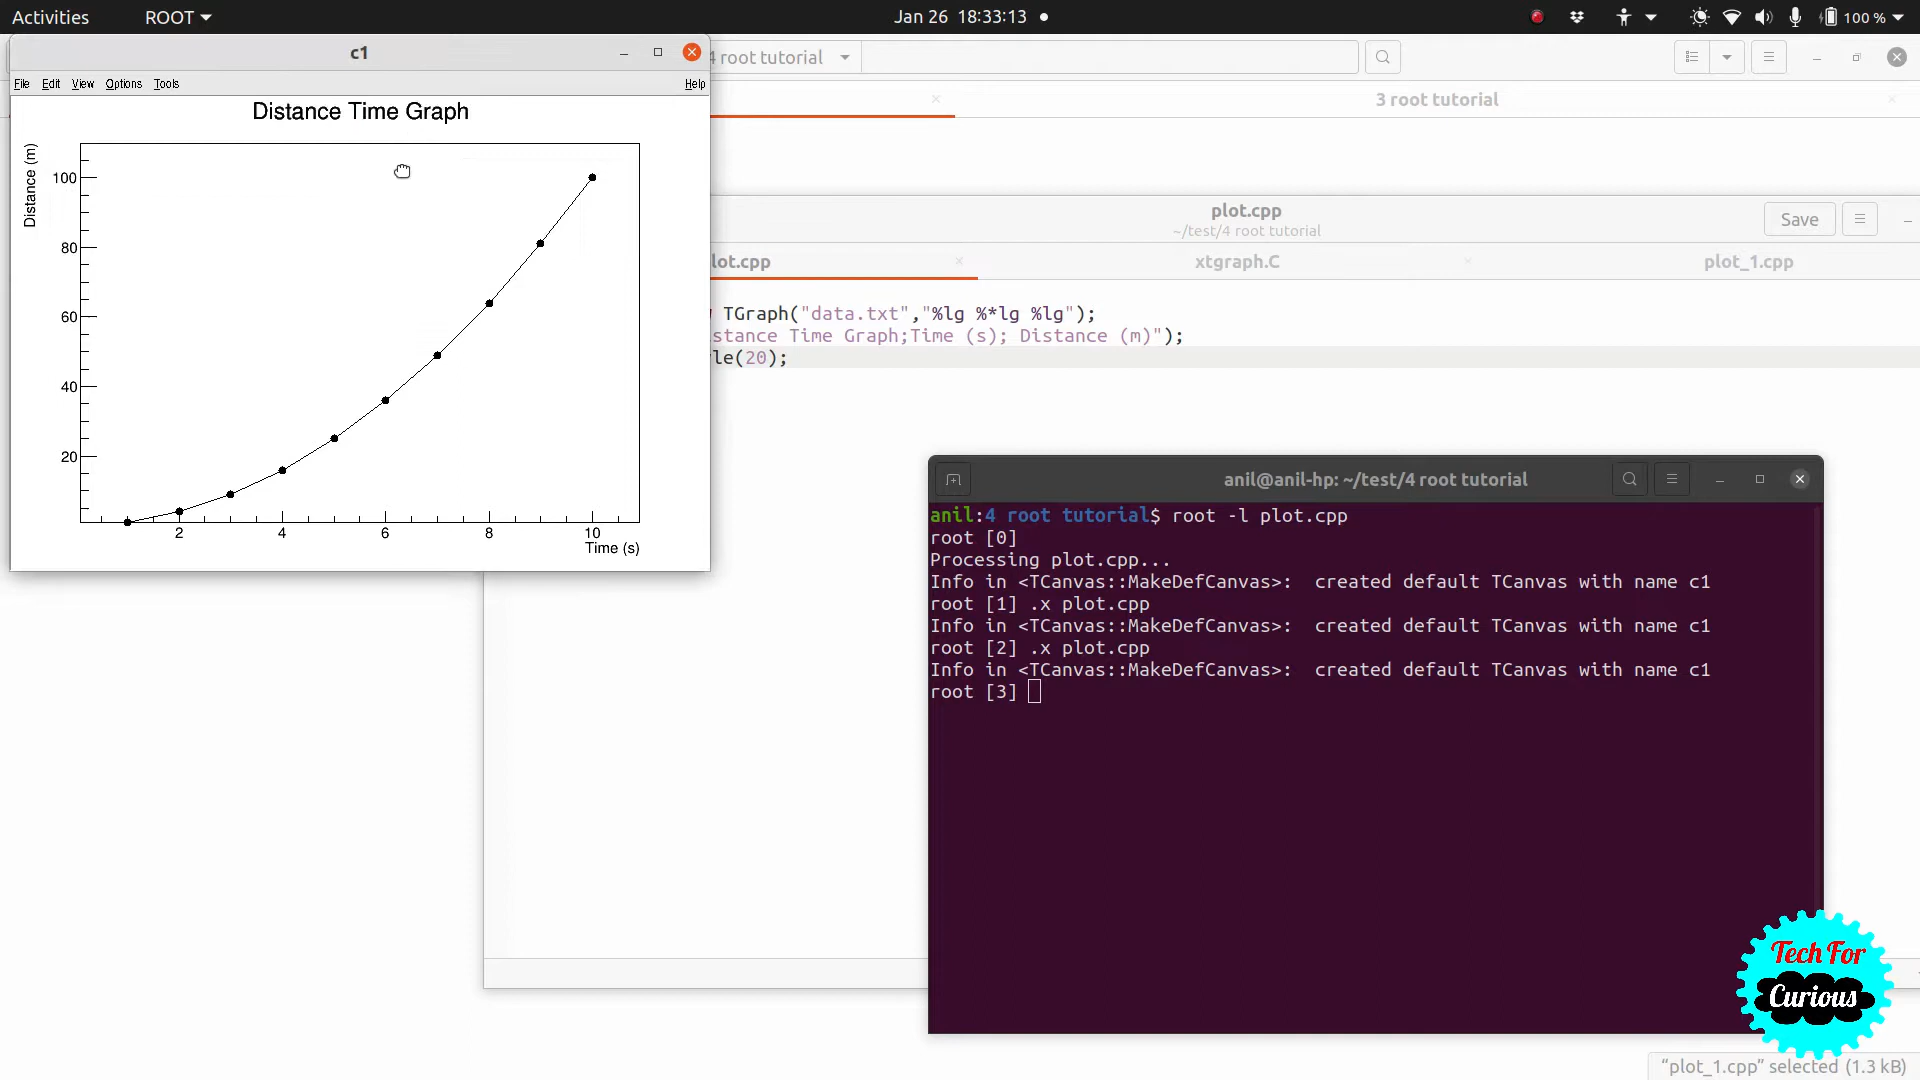 Activities
ROOT
Jan 26 18:33:13
100 %
c1
4 root tutorial
File Edit View Options Tools Help
3 root tutorial
Distance Time Graph
Distance (m)
100
80
60
40
20
2 4 6 8 10
Time (s)
plot.cpp
~/test/4 root tutorial
Save
lot.cpp
xtgraph.C
plot_1.cpp
TGraph("data.txt","%lg %*lg %lg");
stance Time Graph;Time (s); Distance (m)");
le(20);
anil@anil-hp: ~/test/4 root tutorial
anil:4 root tutorial$ root -l plot.cpp
root [0]
Processing plot.cpp...
Info in <TCanvas::MakeDefCanvas>:  created default TCanvas with name c1
root [1] .x plot.cpp
Info in <TCanvas::MakeDefCanvas>:  created default TCanvas with name c1
root [2] .x plot.cpp
Info in <TCanvas::MakeDefCanvas>:  created default TCanvas with name c1
root [3]
Tech For
Curious
"plot_1.cpp" selected (1.3 kB)